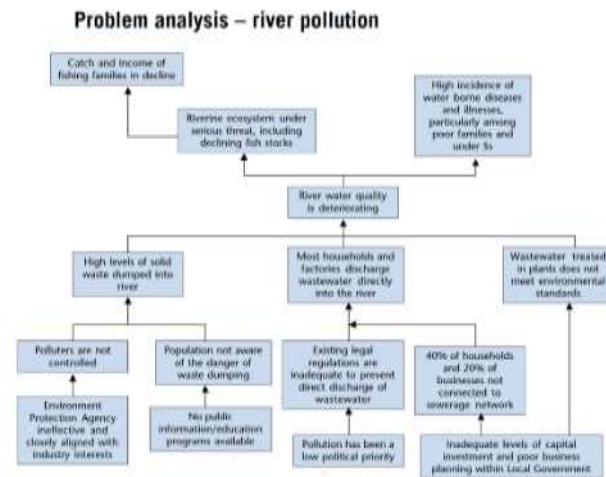 Problem analysis – river pollution
Catch and income of
fishing families in decline
High incidence of
water borne diseases
and illnesses,
particularly among
poor families and
under 5s
Riverine ecosystem under
serious threat, including
declining fish stocks
River water quality
is deteriorating
High levels of solid
waste dumped into
river
Most households and
factories discharge
wastewater directly
into the river
Wastewater treated
in plants does not
meet environmental
standards
Polluters are not
controlled
Population not aware
of the danger of
waste dumping
Existing legal
regulations are
inadequate to prevent
direct discharge of
wastewater
40% of households
and 20% of
businesses not
connected to
sewerage network
Environment
Protection Agency
ineffective and
closely aligned with
industry interests
No public
information/education
programs available
Pollution has been a
low political priority
Inadequate levels of capital
investment and poor business
planning within Local Government